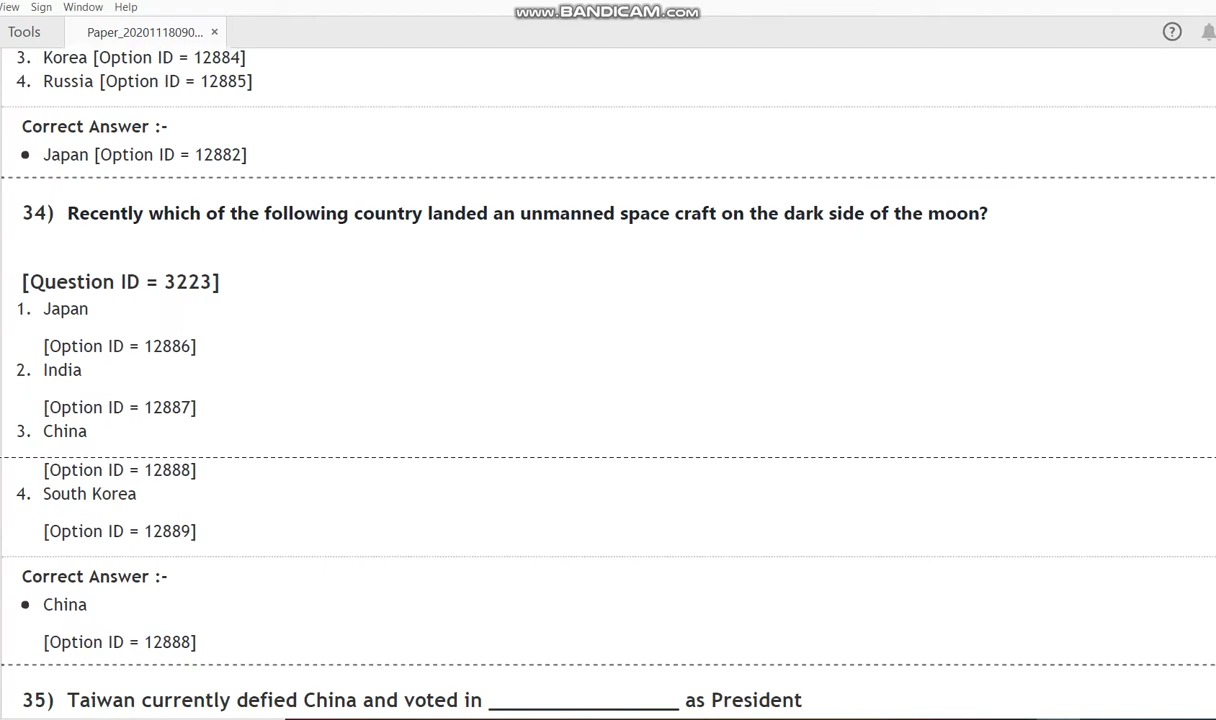 View Sign Window Help
www.BANDICAM.com
Tools Paper_20201118090... × ?
3. Korea [Option ID = 12884]
4. Russia [Option ID = 12885]
Correct Answer :-
• Japan [Option ID = 12882]
34) Recently which of the following country landed an unmanned space craft on the dark side of the moon?
[Question ID = 3223]
1. Japan
[Option ID = 12886]
2. India
[Option ID = 12887]
3. China
[Option ID = 12888]
4. South Korea
[Option ID = 12889]
Correct Answer :-
• China
[Option ID = 12888]
35) Taiwan currently defied China and voted in __________________ as President